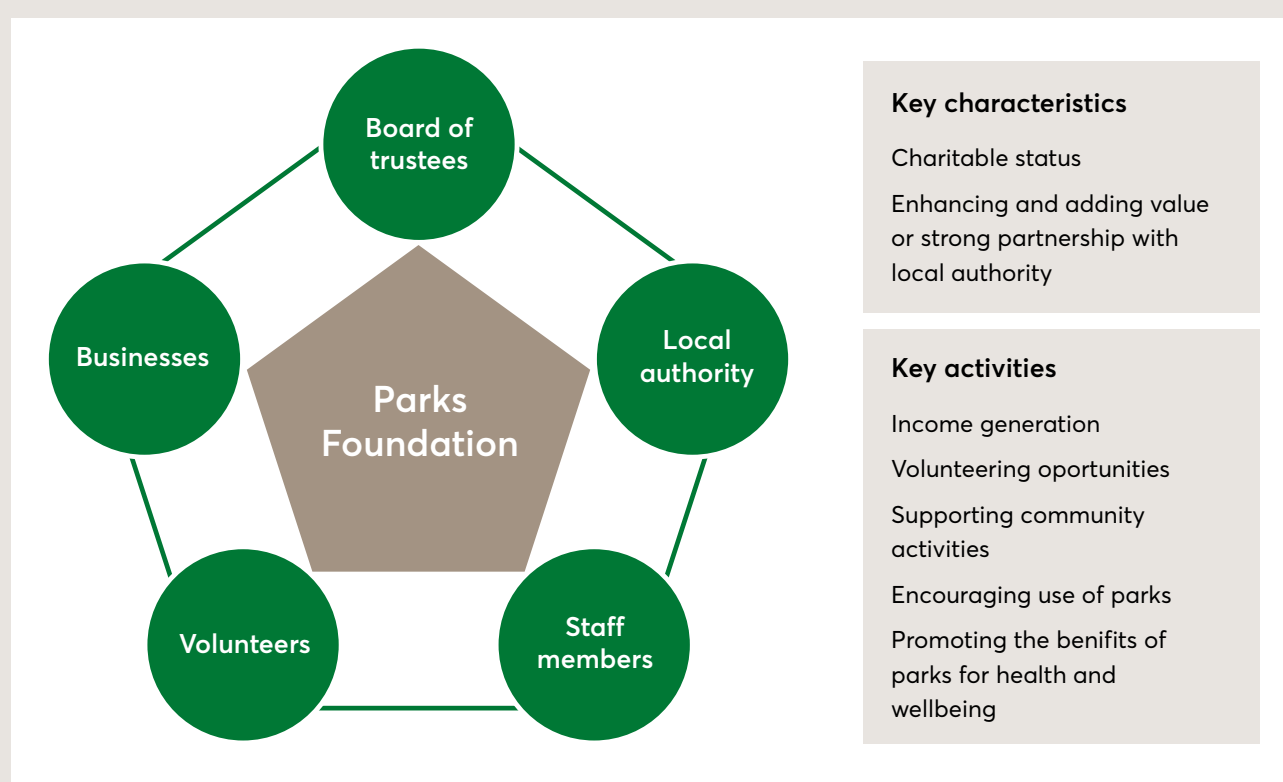 Board of
trustees
Businesses
Local
authority
Parks
Foundation
Volunteers
Staff
members
Key characteristics
Charitable status
Enhancing and adding value
or strong partnership with
local authority
Key activities
Income generation
Volunteering oportunities
Supporting community
activities
Encouraging use of parks
Promoting the benifits of
parks for health and
wellbeing